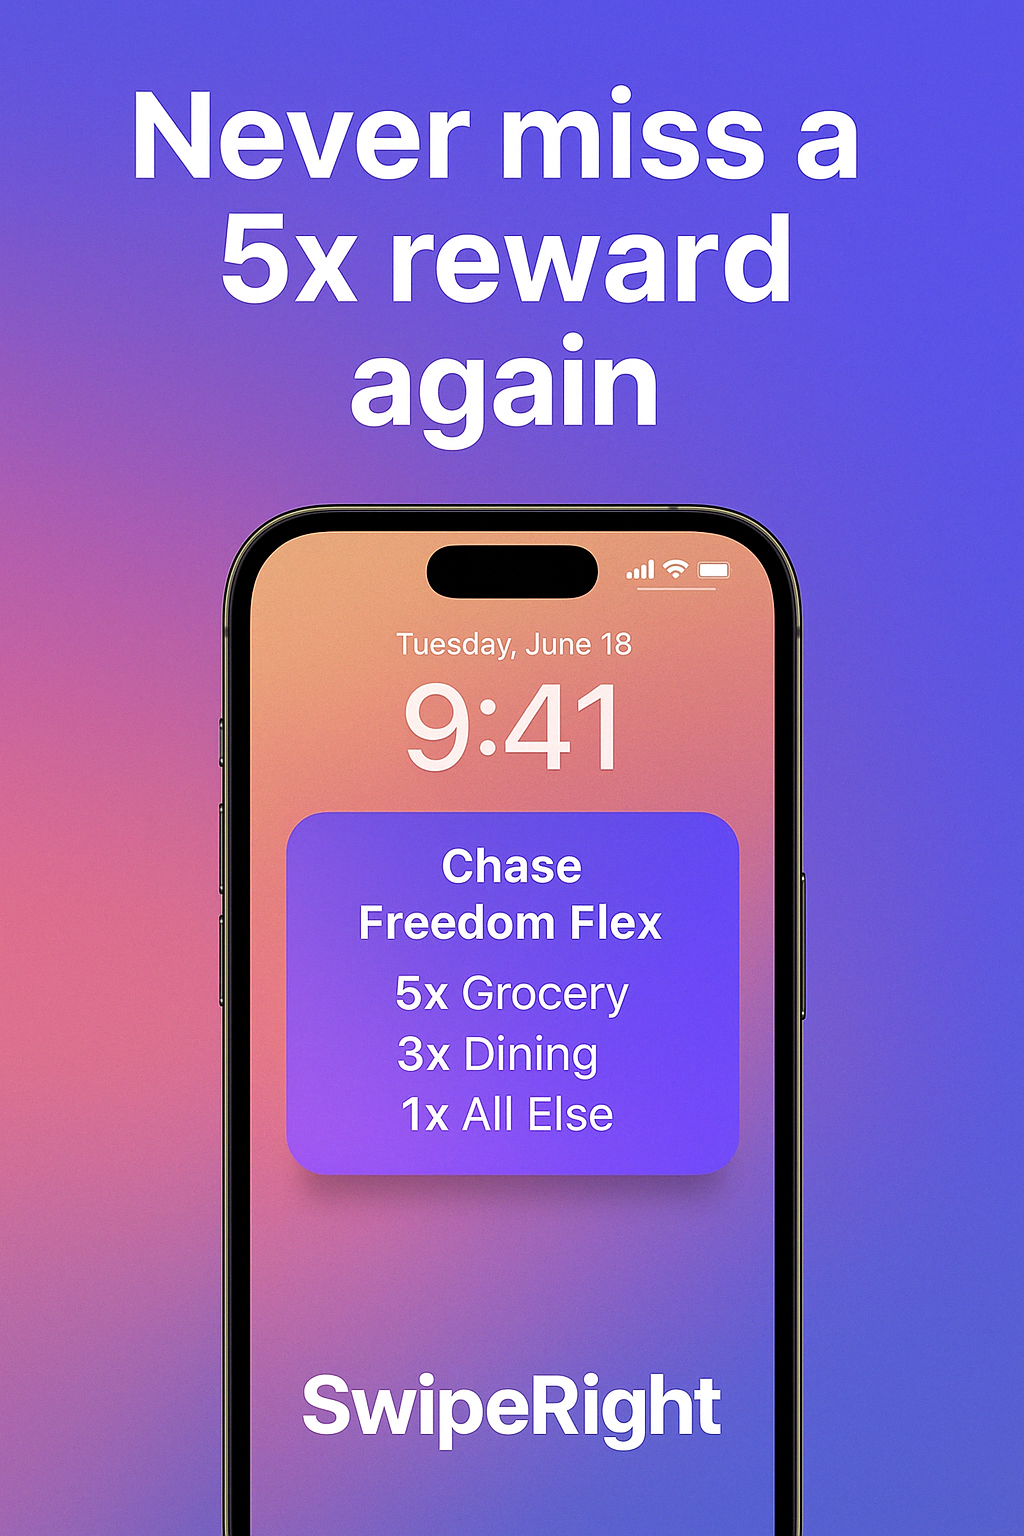 Never miss a
5x reward
again
Tuesday, June 18
9:41
Chase
Freedom Flex
5x Grocery
3x Dining
1x All Else
SwipeRight